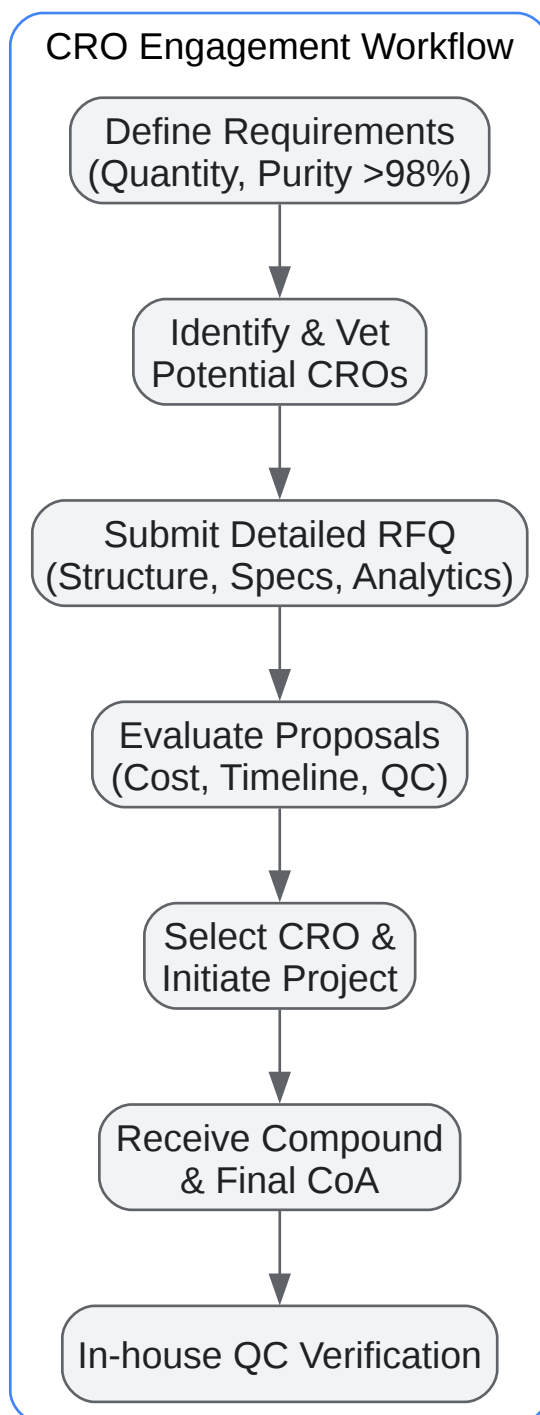 CRO Engagement Workflow
Define Requirements
(Quantity, Purity >98%)
Identify & Vet
Potential CROs
Submit Detailed RFQ
(Structure, Specs, Analytics)
Evaluate Proposals
(Cost, Timeline, QC)
Select CRO &
Initiate Project
Receive Compound
& Final CoA
In-house QC Verification